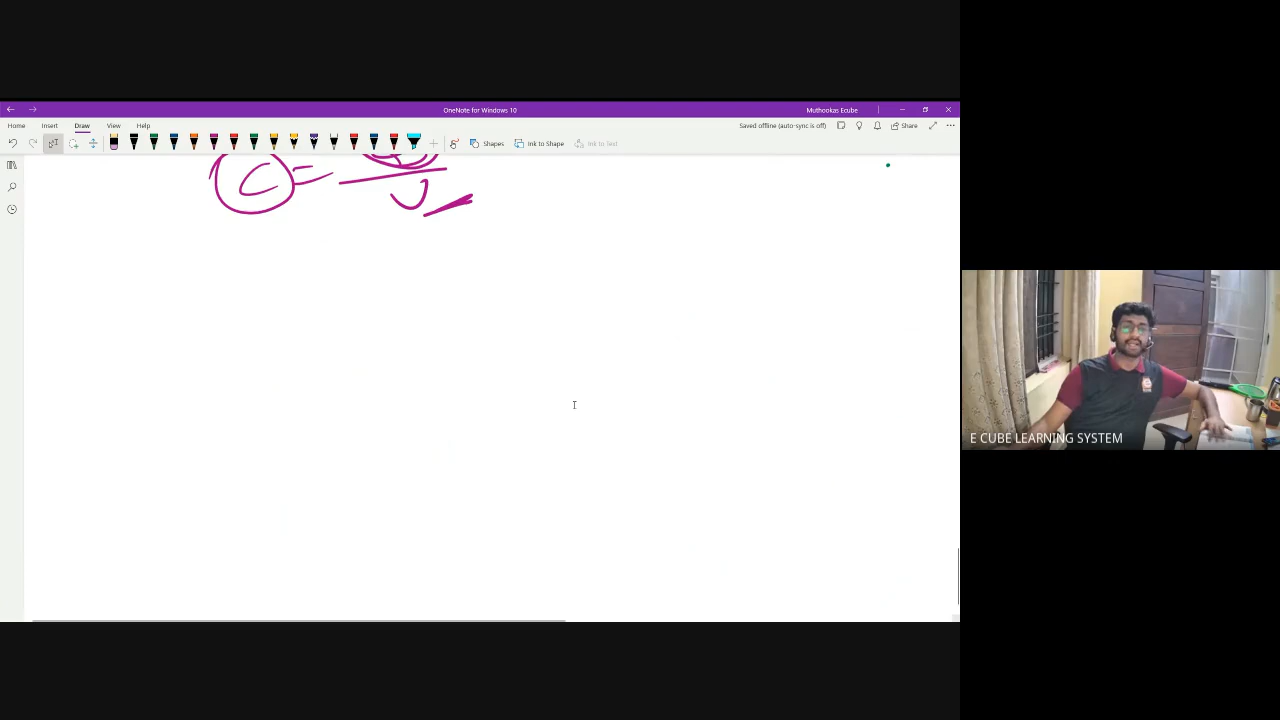 OneNote for Windows 10
Muthookas Ecube
Home Insert Draw View Help
Saved offline (auto-sync is off) Share
Shapes Ink to Shape Ink to Text
C =
E CUBE LEARNING SYSTEM